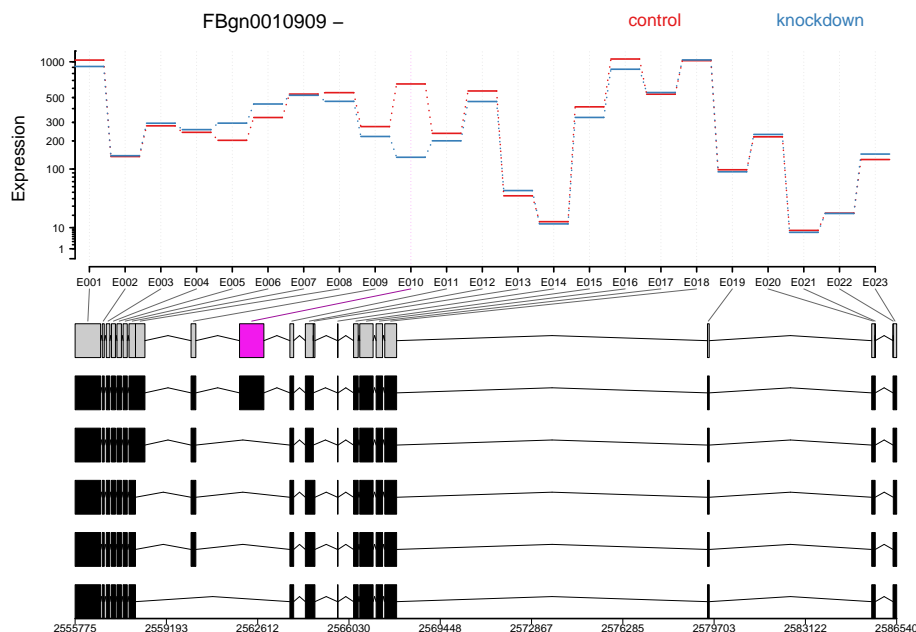 FBgn0010909 − control knockdown
Expression
1000
500
300
200
100
10
1
E001 E002 E003 E004 E005 E006 E007 E008 E009 E010 E011 E012 E013 E014 E015 E016 E017 E018 E019 E020 E021 E022 E023
2555775 2559193 2562612 2566030 2569448 2572867 2576285 2579703 2583122 2586540